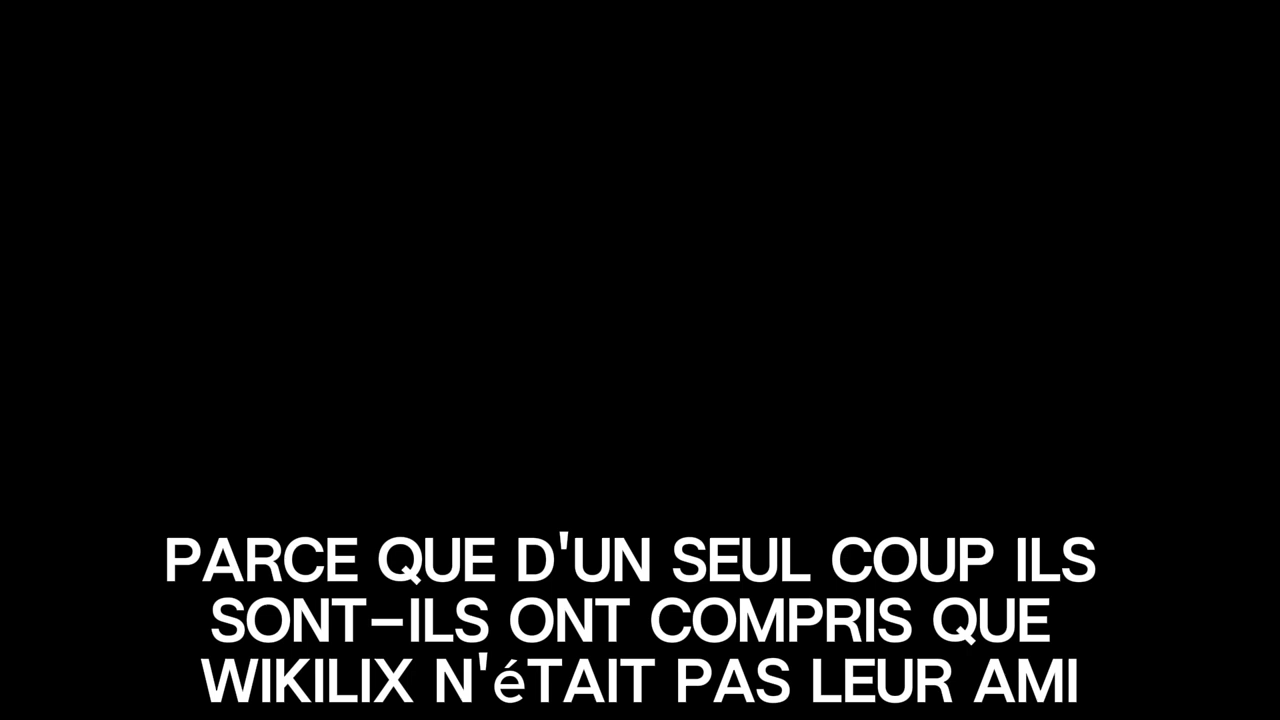 PARCE QUE D'UN SEUL COUP ILS
SONT-ILS ONT COMPRIS QUE
WIKILIX N'éTAIT PAS LEUR AMI